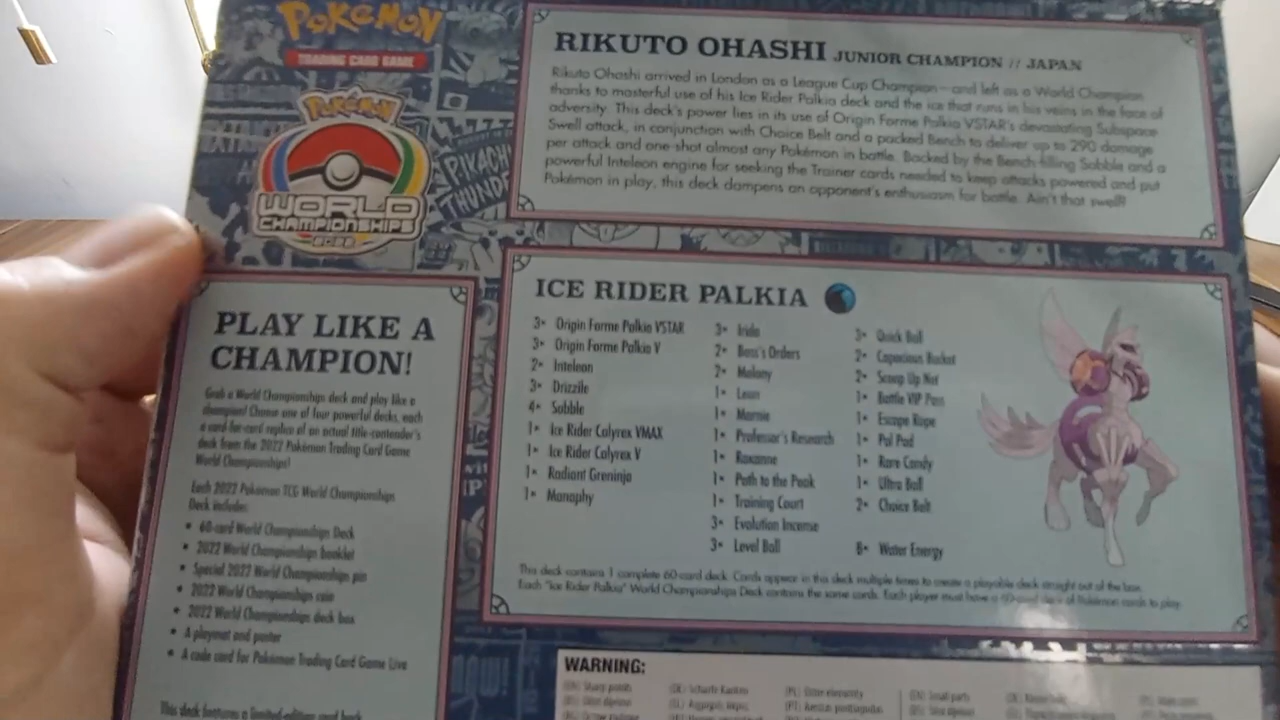 POKÉMON
TRADING CARD GAME
POKÉMON
WORLD
CHAMPIONSHIPS
2022
PIKACHU
THUNDE
RIKUTO OHASHI JUNIOR CHAMPION // JAPAN
Rikuto Ohashi arrived in London as a League Cup Champion—and left as a World Champion
thanks to masterful use of his Ice Rider Palkia deck and the ice that runs in his veins in the face of
adversity. This deck's power lies in its use of Origin Forme Palkia VSTAR's devastating Subspace
Swell attack, in conjunction with Choice Belt and a packed Bench to deliver up to 290 damage
per attack and one-shot almost any Pokémon in battle. Backed by the Bench-filling Sobble and a
powerful Inteleon engine for seeking the Trainer cards needed to keep attacks powered and put
Pokémon in play, this deck dampens an opponent's enthusiasm for battle. Ain't that swell?
PLAY LIKE A
CHAMPION!
Grab a World Championships deck and play like a
champion! Choose one of four powerful decks, each
a card-for-card replica of an actual title-contender's
deck from the 2022 Pokémon Trading Card Game
World Championships!
Each 2022 Pokémon TCG World Championships
Deck includes:
• 60-card World Championships Deck
• 2022 World Championships booklet
• Special 2022 World Championships pin
• 2022 World Championships coin
• 2022 World Championships deck box
• A playmat and poster
• A code card for Pokémon Trading Card Game Live
This deck features a limited-edition card back
ICE RIDER PALKIA
3× Origin Forme Palkia VSTAR
3× Origin Forme Palkia V
2× Inteleon
3× Drizzile
4× Sobble
1× Ice Rider Calyrex VMAX
1× Ice Rider Calyrex V
1× Radiant Greninja
1× Manaphy
3× Irida
2× Boss's Orders
2× Melony
1× Leon
1× Marnie
1× Professor's Research
1× Roxanne
1× Path to the Peak
1× Training Court
3× Evolution Incense
3× Level Ball
3× Quick Ball
2× Capacious Bucket
2× Scoop Up Net
1× Battle VIP Pass
1× Escape Rope
1× Pal Pad
1× Rare Candy
1× Ultra Ball
2× Choice Belt
8× Water Energy
This deck contains 1 complete 60-card deck. Cards appear in this deck multiple times to create a playable deck straight out of the box.
Each "Ice Rider Palkia" World Championships Deck contains the same cards. Each player must have a 60-card deck of Pokémon cards to play.
WARNING:
(EN) Small parts